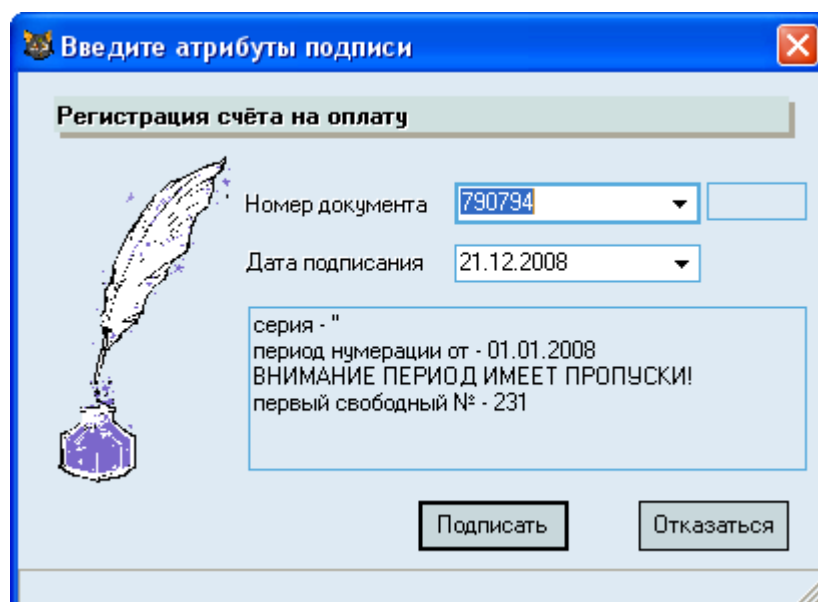 Введите атрибуты подписи
Регистрация счёта на оплату
Номер документа 790794
Дата подписания 21.12.2008
серия - ''
период нумерации от - 01.01.2008
ВНИМАНИЕ ПЕРИОД ИМЕЕТ ПРОПУСКИ!
первый свободный № - 231
Подписать Отказаться